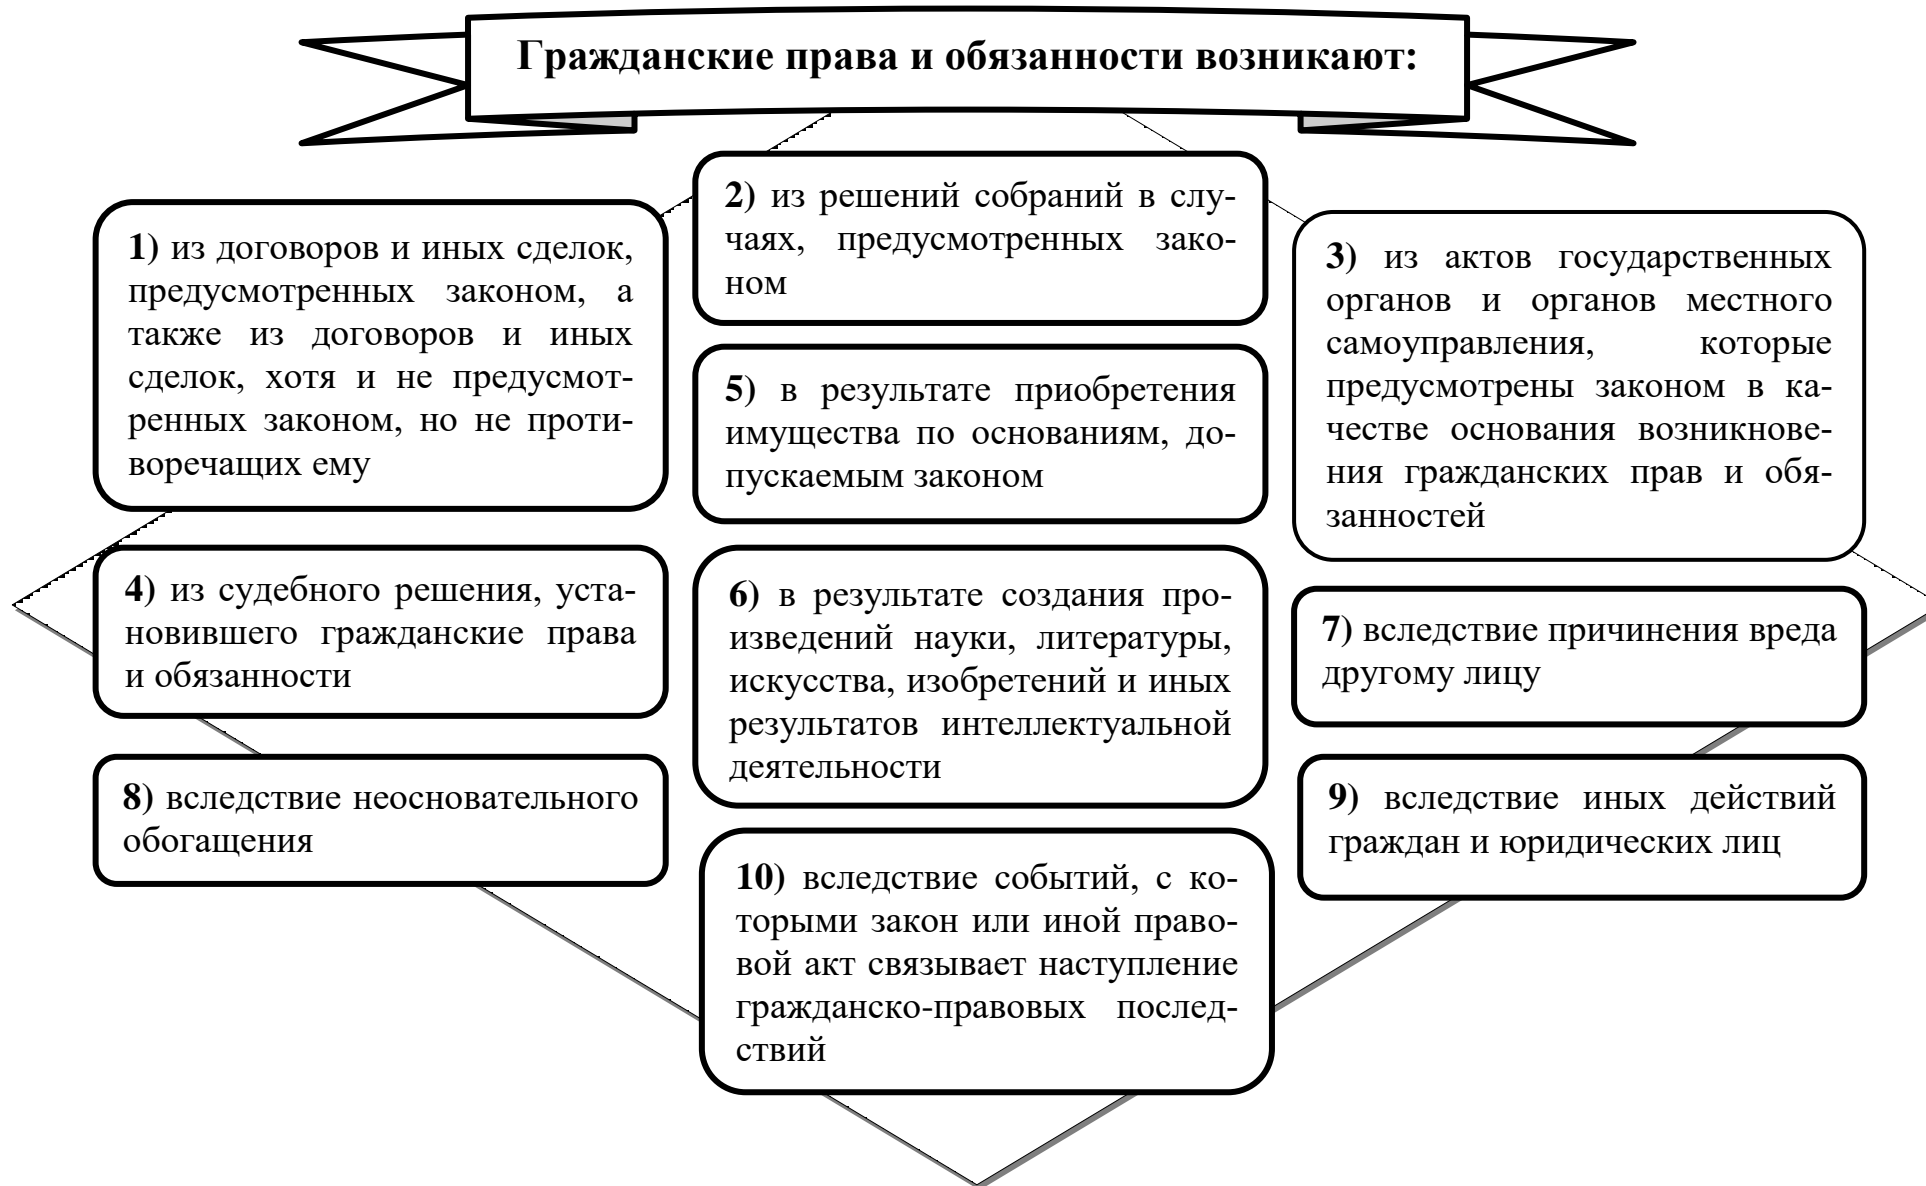 Гражданские права и обязанности возникают:
1) из договоров и иных сделок,
предусмотренных законом, а
также из договоров и иных
сделок, хотя и не предусмот-
ренных законом, но не проти-
воречащих ему
2) из решений собраний в слу-
чаях, предусмотренных зако-
ном
3) из актов государственных
органов и органов местного
самоуправления, которые
предусмотрены законом в ка-
честве основания возникнове-
ния гражданских прав и обя-
занностей
4) из судебного решения, уста-
новившего гражданские права
и обязанности
5) в результате приобретения
имущества по основаниям, до-
пускаемым законом
6) в результате создания про-
изведений науки, литературы,
искусства, изобретений и иных
результатов интеллектуальной
деятельности
7) вследствие причинения вреда
другому лицу
8) вследствие неосновательного
обогащения
9) вследствие иных действий
граждан и юридических лиц
10) вследствие событий, с ко-
торыми закон или иной право-
вой акт связывает наступление
гражданско-правовых послед-
ствий